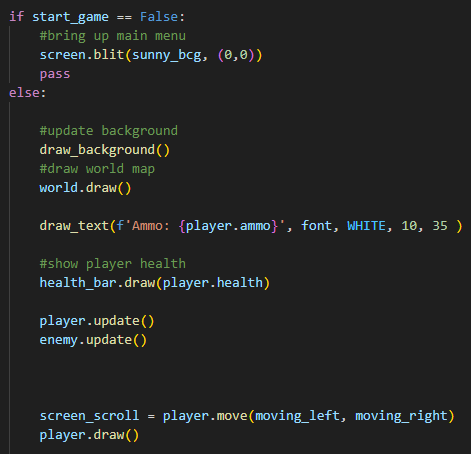 if start_game == False:
    #bring up main menu
    screen.blit(sunny_bcg, (0,0))
    pass
else:
    #update background
    draw_background()
    #draw world map
    world.draw()
    draw_text(f'Ammo: {player.ammo}', font, WHITE, 10, 35 )
    #show player health
    health_bar.draw(player.health)
    player.update()
    enemy.update()
    screen_scroll = player.move(moving_left, moving_right)
    player.draw()